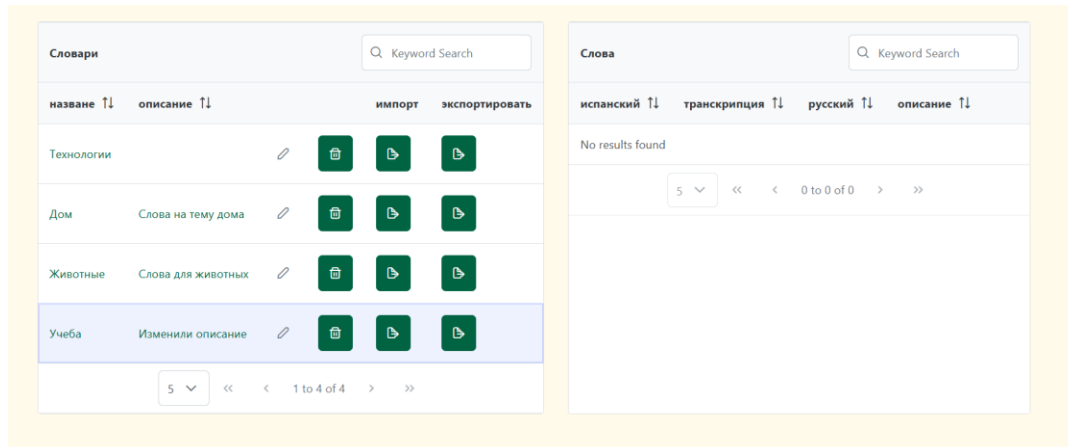 Словари
Keyword Search
назване
описание
импорт
экспортировать
Технологии
Дом
Слова на тему дома
Животные
Слова для животных
Учеба
Изменили описание
5
1 to 4 of 4
Слова
Keyword Search
испанский
транскрипция
русский
описание
No results found
5
0 to 0 of 0